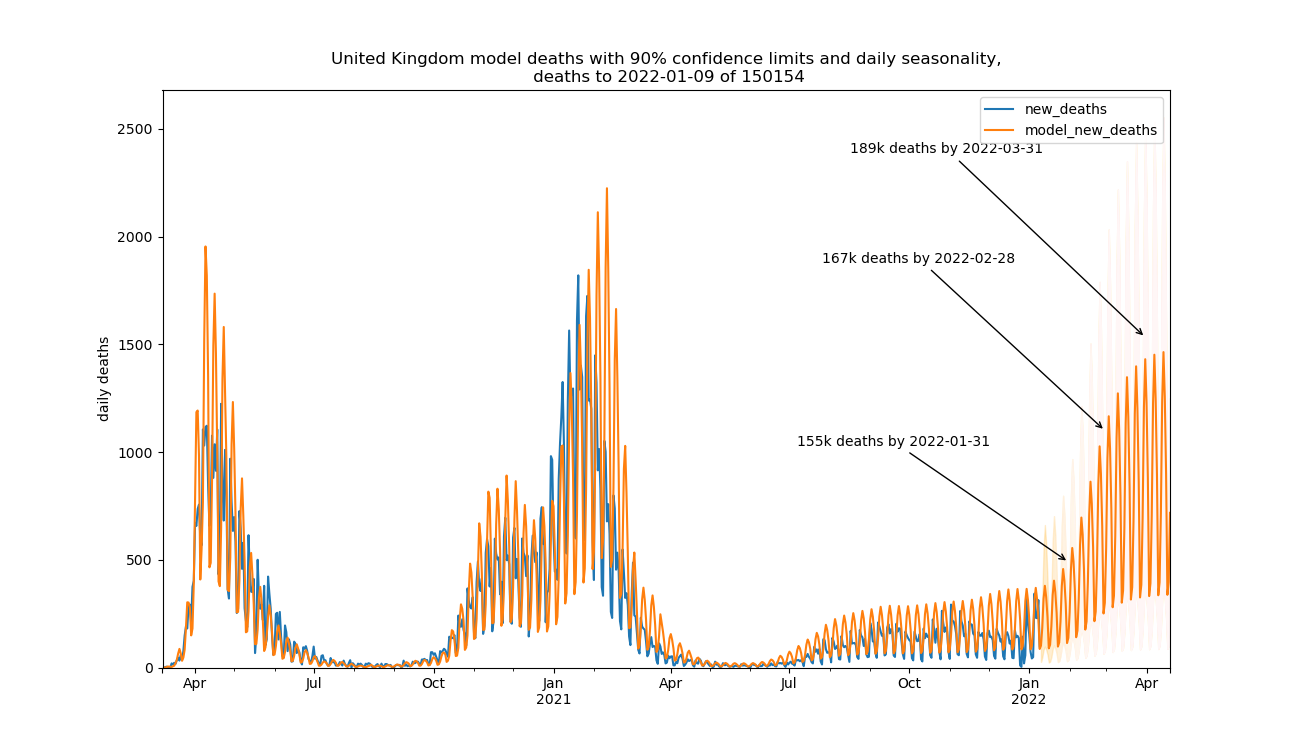 United Kingdom model deaths with 90% confidence limits and daily seasonality,
deaths to 2022-01-09 of 150154
new_deaths
model_new_deaths
189k deaths by 2022-03-31
167k deaths by 2022-02-28
155k deaths by 2022-01-31
daily deaths
2500
2000
1500
1000
500
0
Apr
Jul
Oct
Jan
2021
Apr
Jul
Oct
Jan
2022
Apr